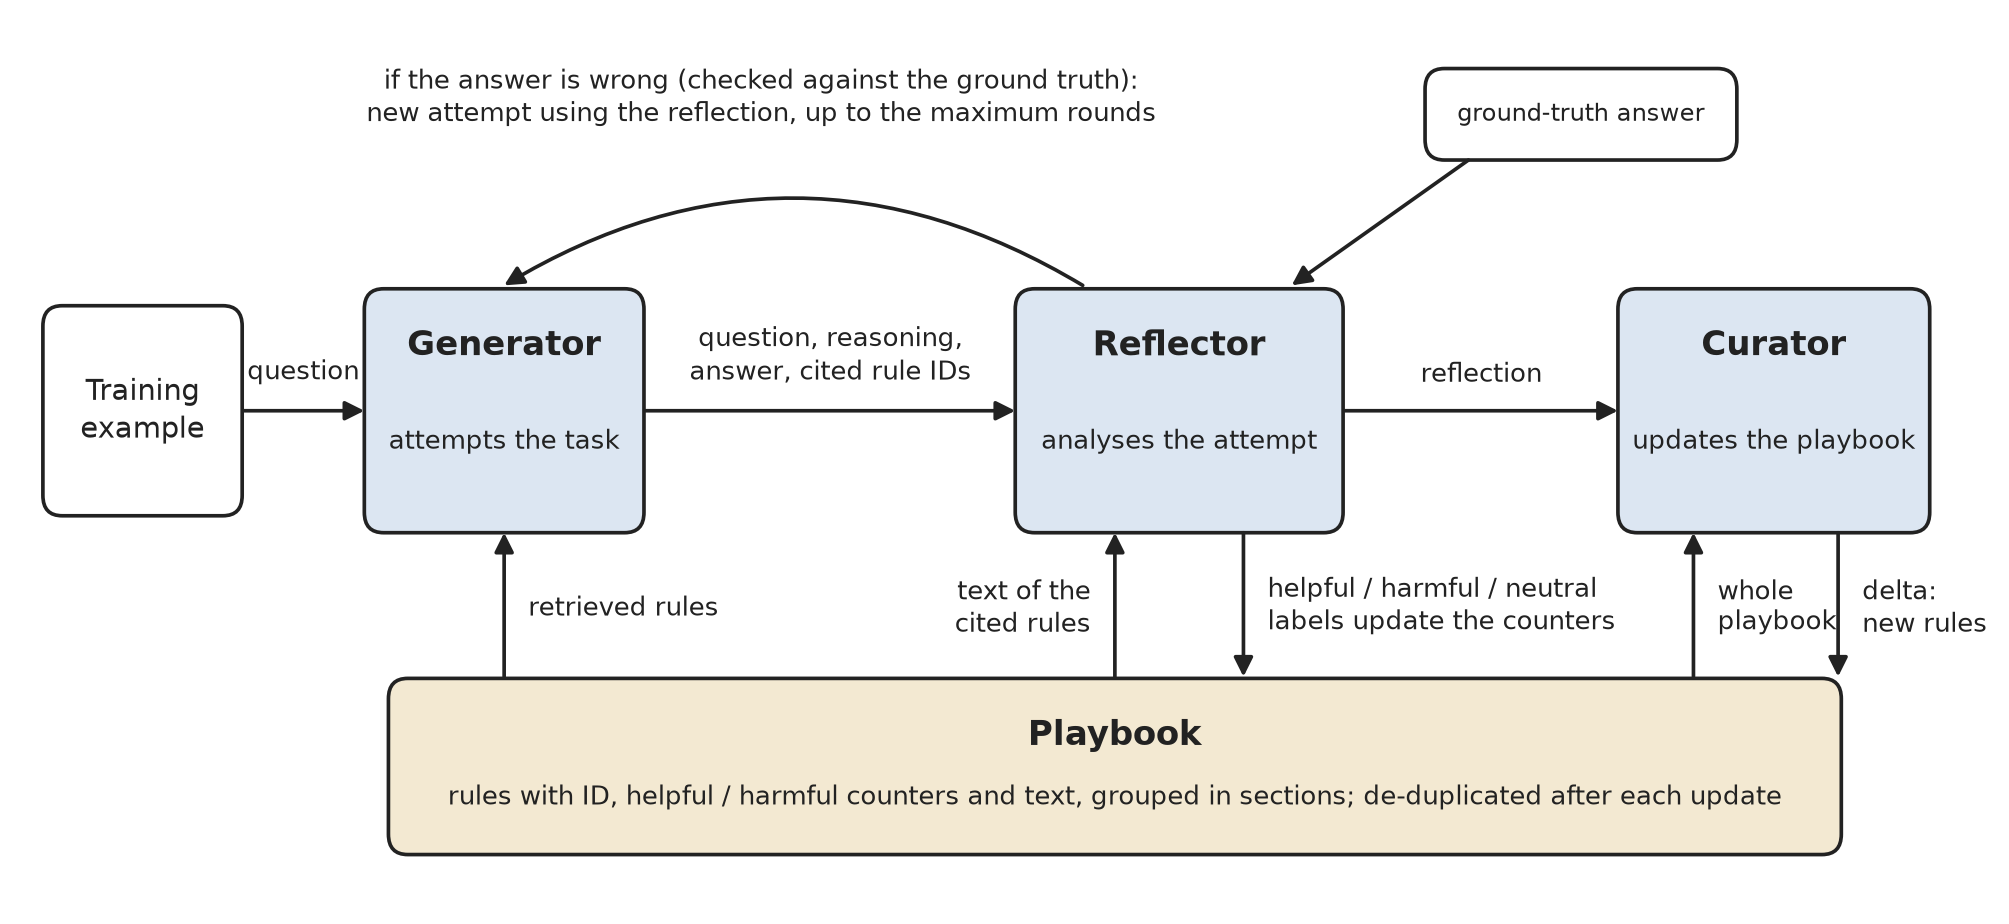 if the answer is wrong (checked against the ground truth):
new attempt using the reflection, up to the maximum rounds
ground-truth answer
Training
example
question
Generator
attempts the task
question, reasoning,
answer, cited rule IDs
Reflector
analyses the attempt
reflection
Curator
updates the playbook
retrieved rules
text of the
cited rules
helpful / harmful / neutral
labels update the counters
whole
playbook
delta:
new rules
Playbook
rules with ID, helpful / harmful counters and text, grouped in sections; de-duplicated after each update